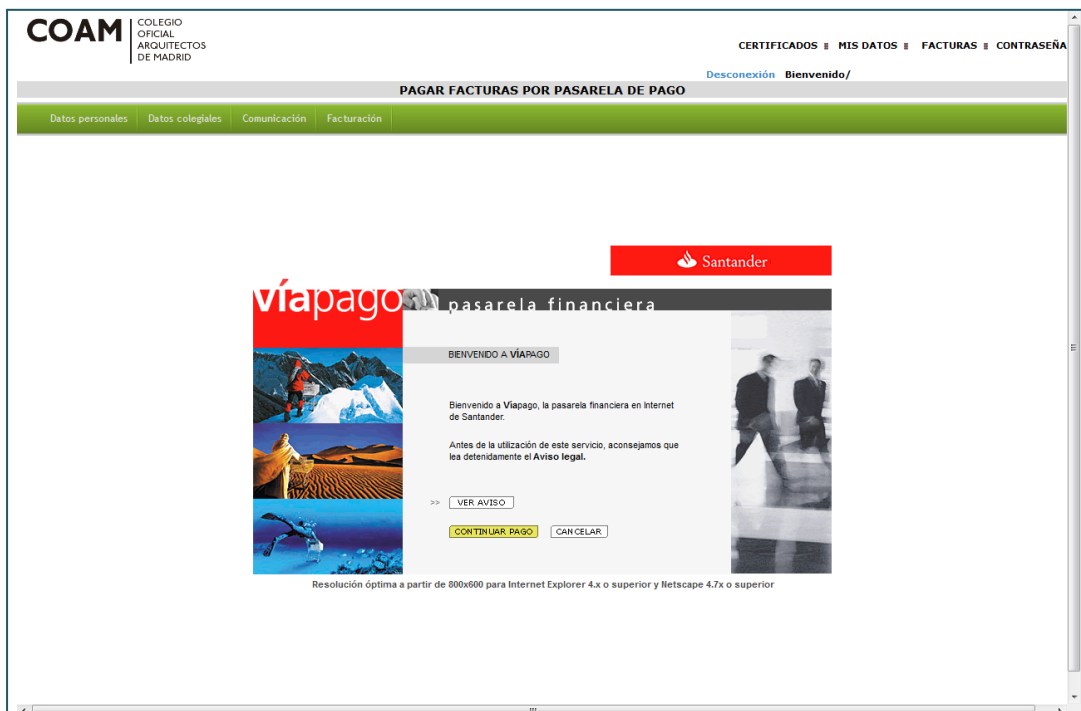 COAM
COLEGIO
OFICIAL
ARQUITECTOS
DE MADRID
CERTIFICADOS MIS DATOS FACTURAS CONTRASEÑA
Desconexión Bienvenido/
PAGAR FACTURAS POR PASARELA DE PAGO
Datos personales Datos colegiales Comunicación Facturación
Santander
víapago pasarela financiera
BIENVENIDO A VÍAPAGO
Bienvenido a Víapago, la pasarela financiera en Internet
de Santander.
Antes de la utilización de este servicio, aconsejamos que
lea detenidamente el Aviso legal.
>> VER AVISO
CONTINUAR PAGO CANCELAR
Resolución óptima a partir de 800x600 para Internet Explorer 4.x o superior y Netscape 4.7x o superior